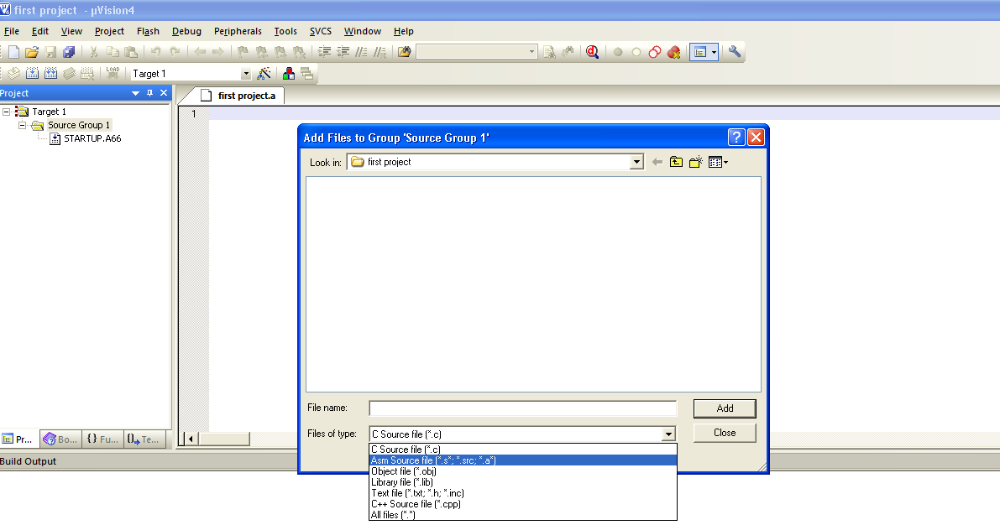 first project - µVision4
File Edit View Project Flash Debug Peripherals Tools SVCS Window Help
LOAD
Target 1
Project
first project.a
Target 1
Source Group 1
STARTUP.A66
1
Add Files to Group 'Source Group 1'
Look in: first project
File name:
Add
Files of type: C Source file (*.c)
Close
C Source file (*.c)
Asm Source file (*.s*; *.src; *.a*)
Object file (*.obj)
Library file (*.lib)
Text file (*.txt; *.h; *.inc)
C++ Source file (*.cpp)
All files (*.*)
Pr... Bo... {} Fu... Te...
Build Output